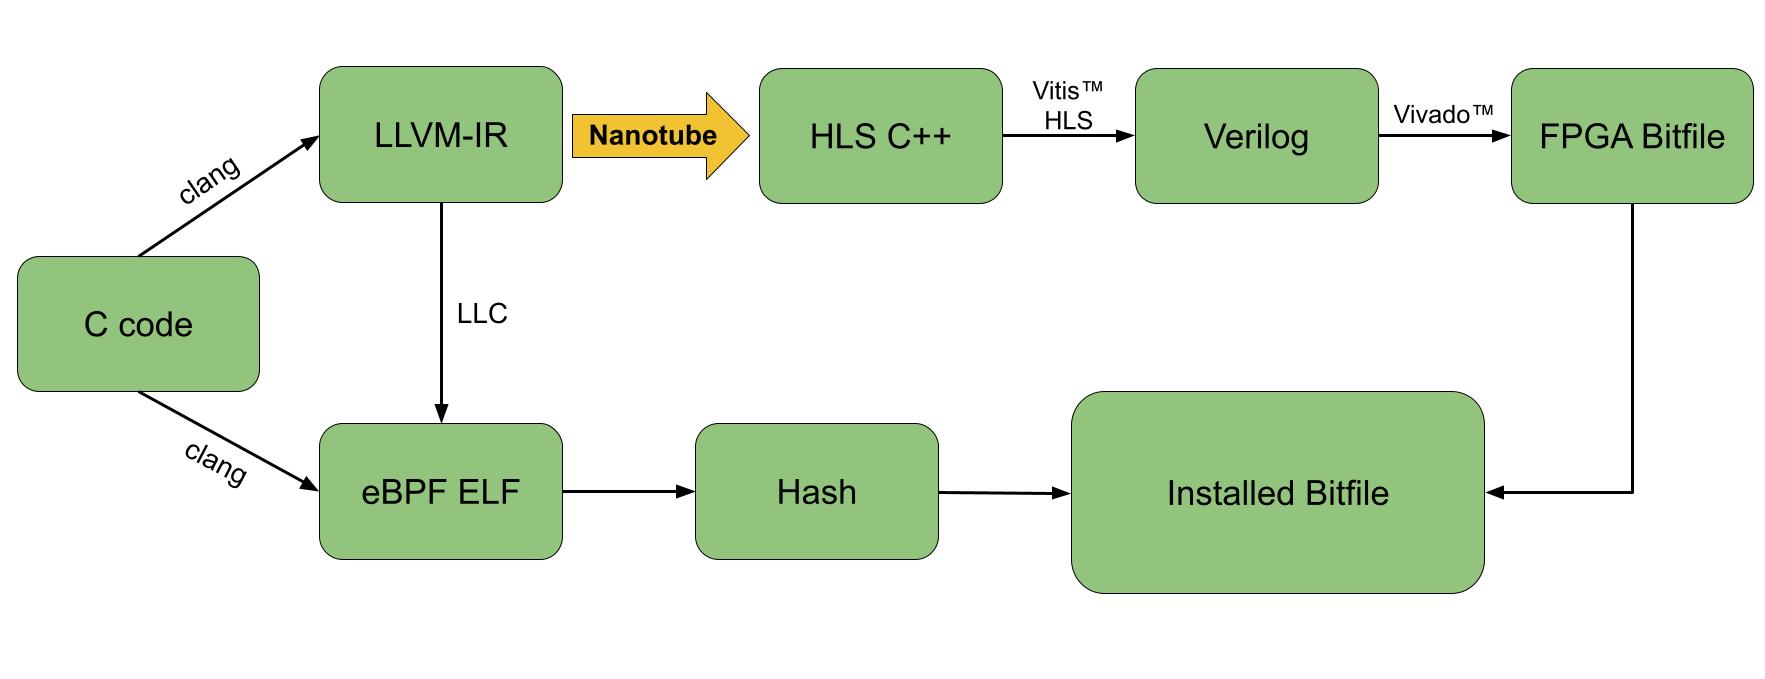 LLVM-IR
Nanotube
HLS C++
Vitis™
HLS
Verilog
Vivado™
FPGA Bitfile
clang
C code
LLC
clang
eBPF ELF
Hash
Installed Bitfile